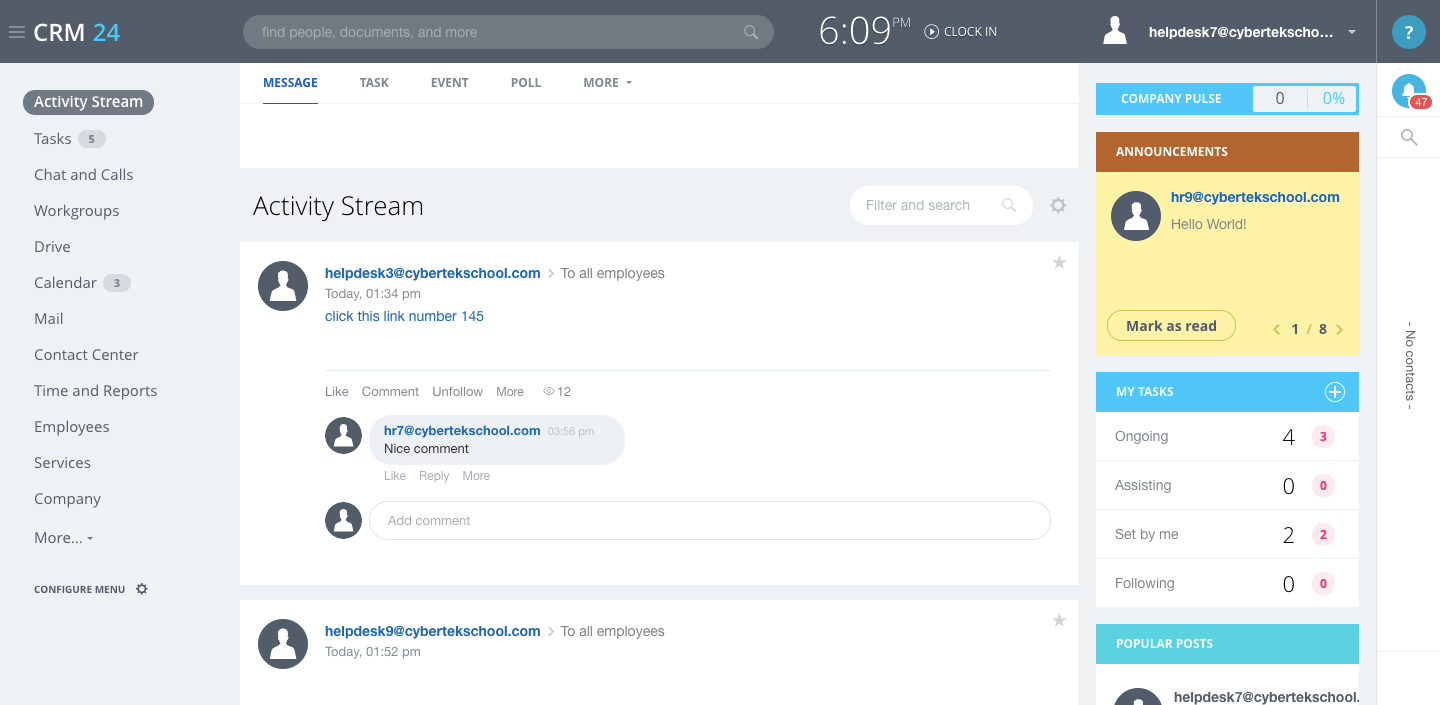 CRM 24
find people, documents, and more
6:09 PM
CLOCK IN
helpdesk7@cyberteksho...
?
47
Activity Stream
Tasks 5
Chat and Calls
Workgroups
Drive
Calendar 3
Mail
Contact Center
Time and Reports
Employees
Services
Company
More...
CONFIGURE MENU
MESSAGE TASK EVENT POLL MORE
Activity Stream
Filter and search
helpdesk3@cybertekschool.com > To all employees
Today, 01:34 pm
click this link number 145
Like Comment Unfollow More 12
hr7@cybertekschool.com 03:56 pm
Nice comment
Like Reply More
Add comment
helpdesk9@cybertekschool.com > To all employees
Today, 01:52 pm
COMPANY PULSE 0 0%
ANNOUNCEMENTS
hr9@cybertekschool.com
Hello World!
Mark as read
< 1 / 8 >
MY TASKS
Ongoing 4 3
Assisting 0 0
Set by me 2 2
Following 0 0
POPULAR POSTS
helpdesk7@cybertekschool.
- No contacts -